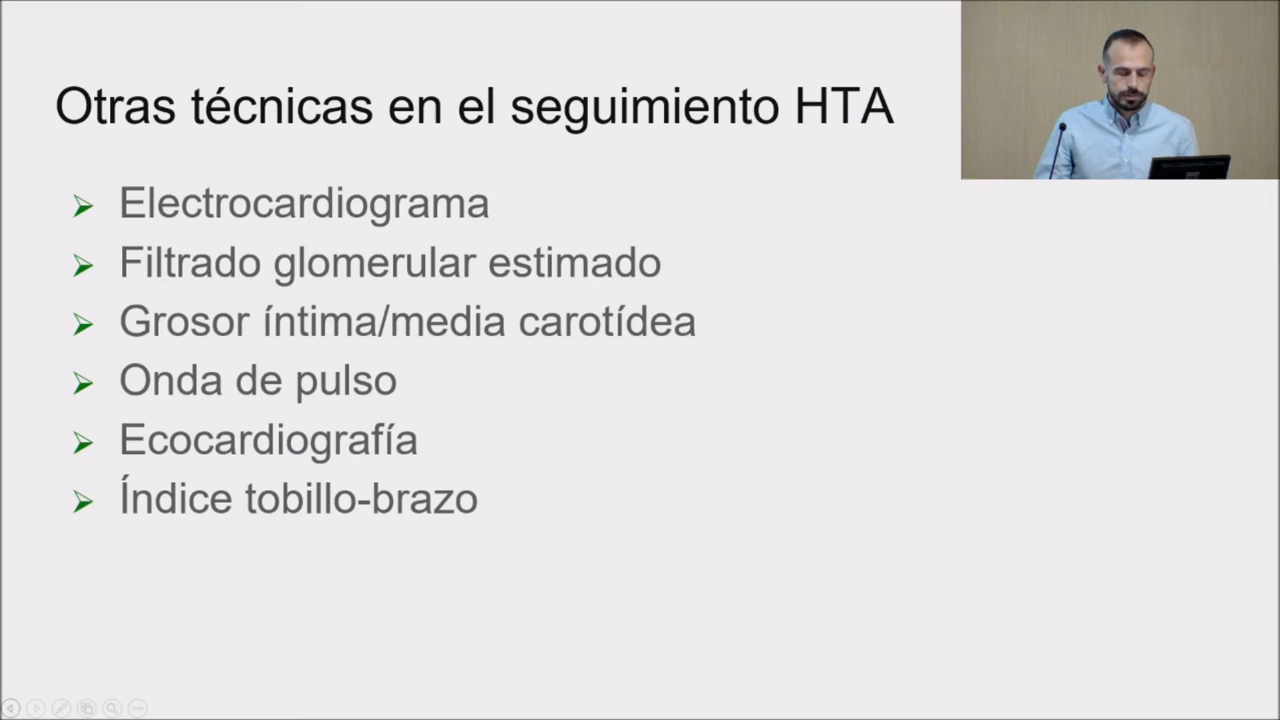 Otras técnicas en el seguimiento HTA
Electrocardiograma
Filtrado glomerular estimado
Grosor íntima/media carotídea
Onda de pulso
Ecocardiografía
Índice tobillo-brazo